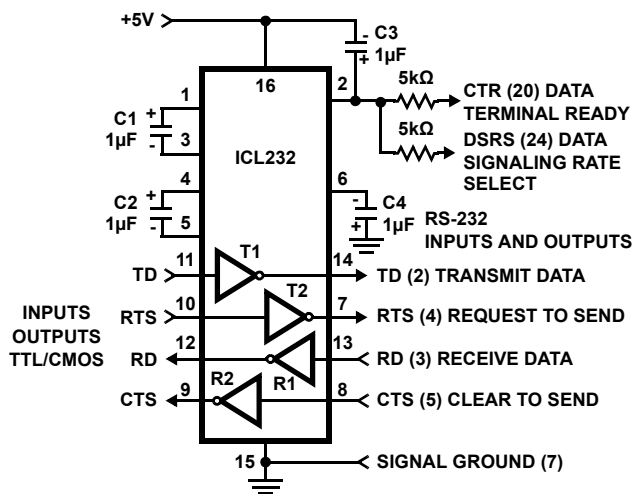 +5V
- C3
+ 1µF
1
16
2
5kΩ
CTR (20) DATA
TERMINAL READY
C1 +
1µF -
3
ICL232
5kΩ
DSRS (24) DATA
SIGNALING RATE
SELECT
4
6
C2 +
1µF -
5
- C4
+ 1µF
RS-232
INPUTS AND OUTPUTS
TD 11 T1 14 TD (2) TRANSMIT DATA
RTS 10 T2 7 RTS (4) REQUEST TO SEND
INPUTS
OUTPUTS
TTL/CMOS
RD 12 R1 13 RD (3) RECEIVE DATA
CTS 9 R2 8 CTS (5) CLEAR TO SEND
15 SIGNAL GROUND (7)